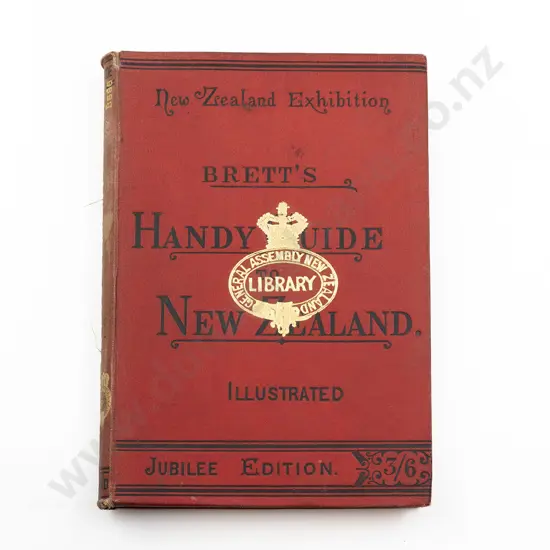 New Zealand Exhibition
BRETT'S
HANDY GUIDE
TO
NEW ZEALAND.
GENERAL ASSEMBLY NEW ZEALAND
LIBRARY
ILLUSTRATED
JUBILEE EDITION. 3/6